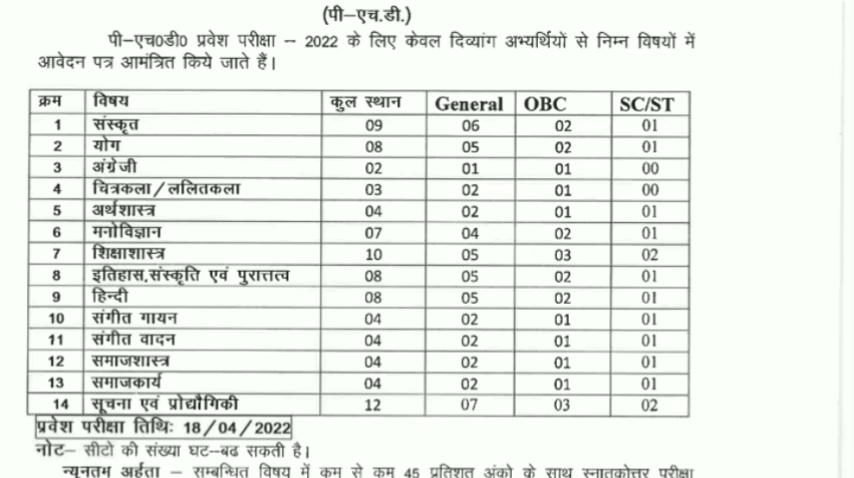 (पी–एच.डी.)
पी–एच0डी0 प्रवेश परीक्षा – 2022 के लिए केवल दिव्यांग अभ्यर्थियों से निम्न विषयों में
आवेदन पत्र आमंत्रित किये जाते हैं।
क्रम विषय कुल स्थान General OBC SC/ST
1 संस्कृत 09 06 02 01
2 योग 08 05 02 01
3 अंग्रेजी 02 01 01 00
4 चित्रकला/ललितकला 03 02 01 00
5 अर्थशास्त्र 04 02 01 01
6 मनोविज्ञान 07 04 02 01
7 शिक्षाशास्त्र 10 05 03 02
8 इतिहास,संस्कृति एवं पुरातत्व 08 05 02 01
9 हिन्दी 08 05 02 01
10 संगीत गायन 04 02 01 01
11 संगीत वादन 04 02 01 01
12 समाजशास्त्र 04 02 01 01
13 समाजकार्य 04 02 01 01
14 सूचना एवं प्रोद्यौगिकी 12 07 03 02
प्रवेश परीक्षा तिथिः 18/04/2022
नोट– सीटो की संख्या घट–बढ सकती है।
न्यूनतम अर्हता – सम्बन्धित विषय में कम से कम 45 प्रतिशत अंको के साथ स्नातकोत्तर परीक्षा